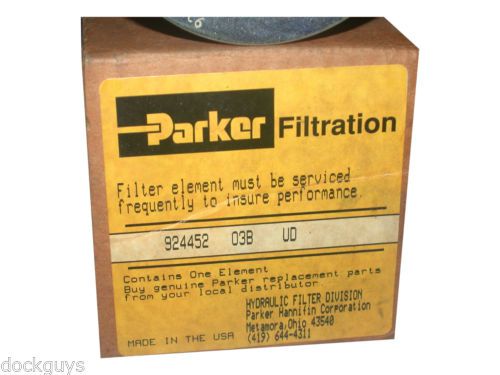 Parker Filtration
Filter element must be serviced
frequently to insure performance.
924452 03B UD
Contains One Element
Buy genuine Parker replacement parts
from your local distributor.
HYDRAULIC FILTER DIVISION
Parker Hannifin Corporation
Metamora, Ohio 43540
(419) 644-4311
MADE IN THE USA
dockguys